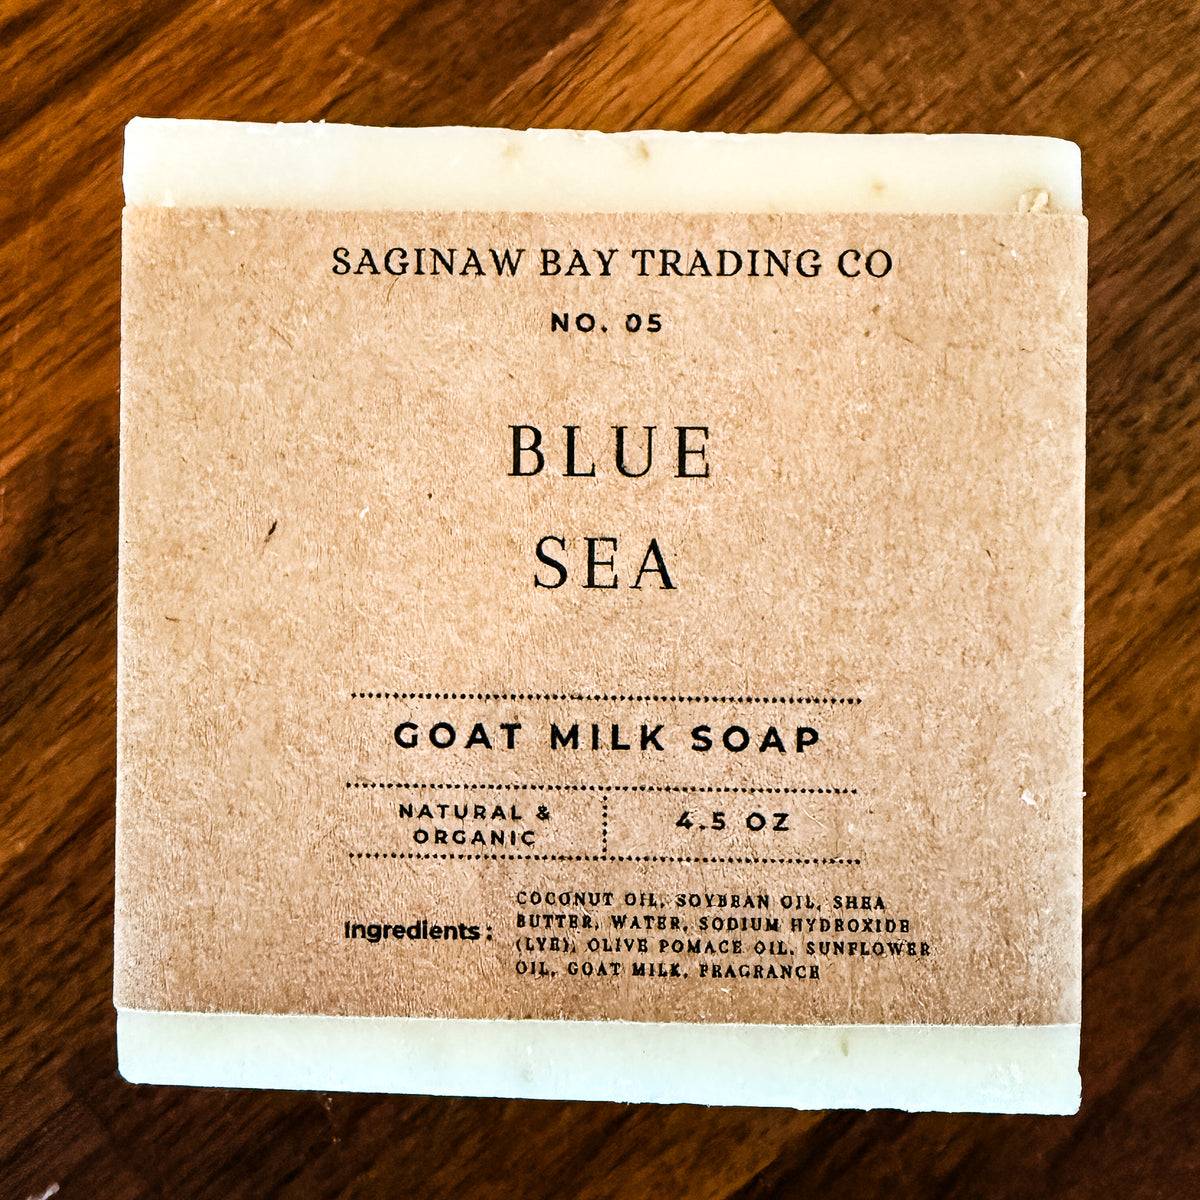 SAGINAW BAY TRADING CO
NO. 05
BLUE
SEA
GOAT MILK SOAP
NATURAL &
ORGANIC
4.5 OZ
Ingredients:
COCONUT OIL, SOYBEAN OIL, SHEA
BUTTER, WATER, SODIUM HYDROXIDE
(LYE), OLIVE POMACE OIL, SUNFLOWER
OIL, GOAT MILK, FRAGRANCE